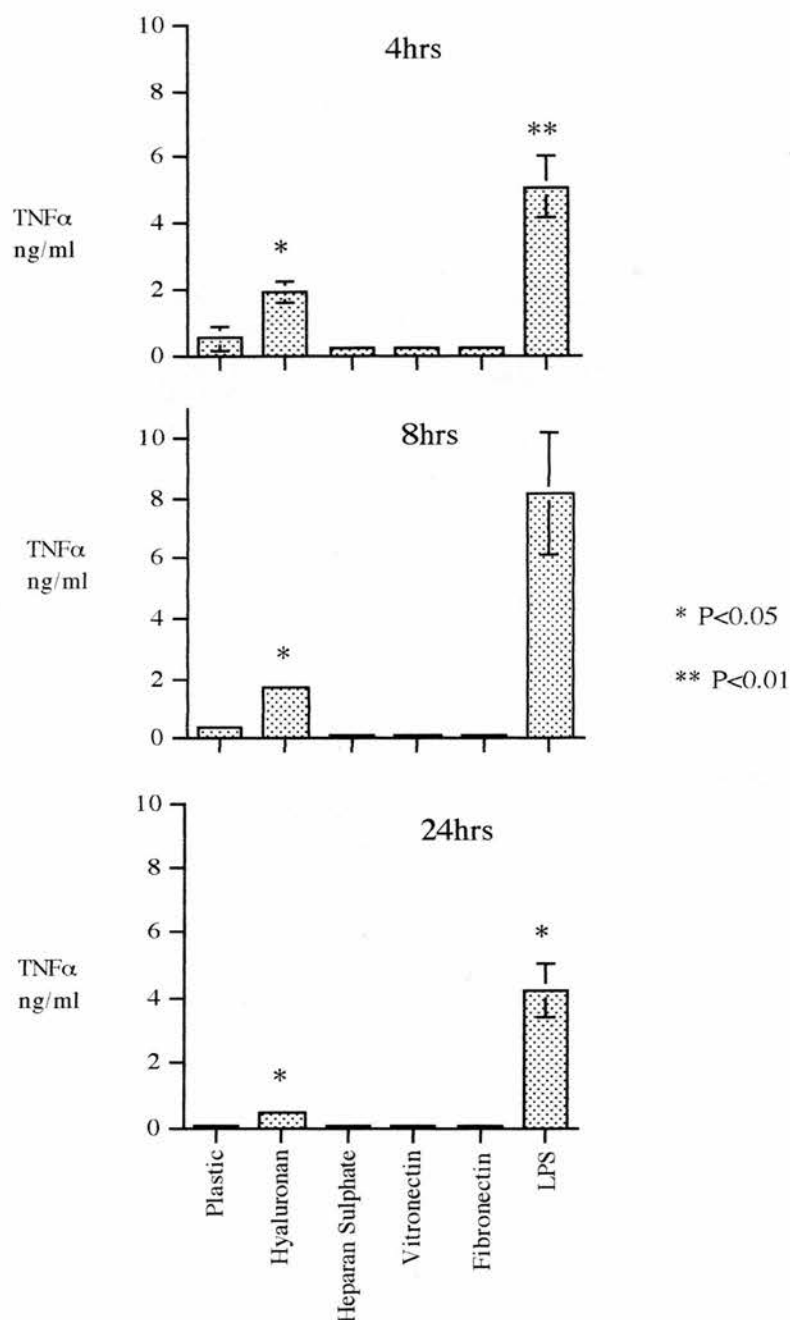 4hrs
10
8
6
4
2
0
TNFα
ng/ml
*
**
8hrs
10
8
6
4
2
0
TNFα
ng/ml
*
* P<0.05
** P<0.01
24hrs
10
8
6
4
2
0
TNFα
ng/ml
*
*
Plastic
Hyaluronan
Heparan Sulphate
Vitronectin
Fibronectin
LPS